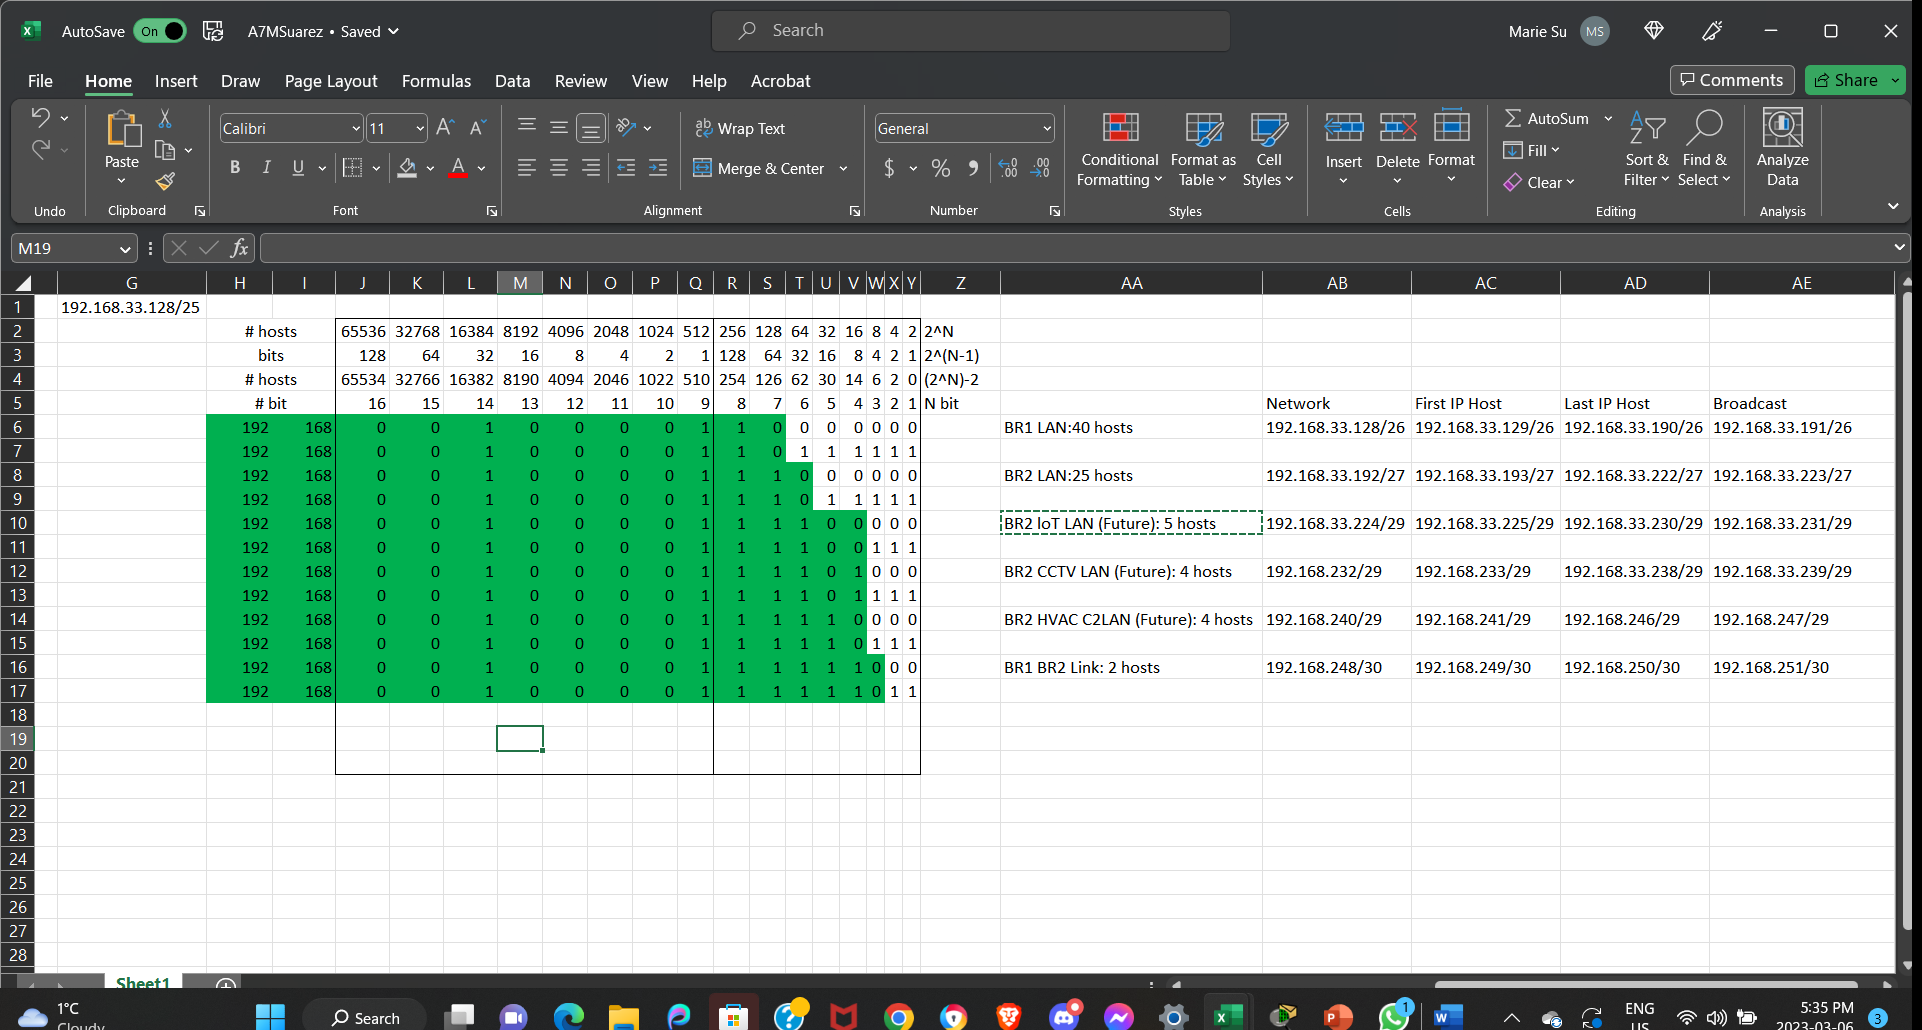 AutoSave On A7MSuarez • Saved Search Marie Su MS
File Home Insert Draw Page Layout Formulas Data Review View Help Acrobat Comments Share
Calibri 11 Wrap Text General AutoSum
Paste B I U A Merge & Center $ % Conditional Formatting Format as Table Cell Styles Insert Delete Format Fill Clear Sort & Filter Find & Select Analyze Data
Undo Clipboard Font Alignment Number Styles Cells Editing Analysis
M19 fx
G H I J K L M N O P Q R S T U V W X Y Z AA AB AC AD AE
1 192.168.33.128/25
2 # hosts 65536 32768 16384 8192 4096 2048 1024 512 256 128 64 32 16 8 4 2 2^N
3 bits 128 64 32 16 8 4 2 1 128 64 32 16 8 4 2 1 2^(N-1)
4 # hosts 65534 32766 16382 8190 4094 2046 1022 510 254 126 62 30 14 6 2 0 (2^N)-2
5 # bit 16 15 14 13 12 11 10 9 8 7 6 5 4 3 2 1 N bit Network First IP Host Last IP Host Broadcast
6 192 168 0 0 1 0 0 0 0 1 1 0 0 0 0 0 0 0 BR1 LAN:40 hosts 192.168.33.128/26 192.168.33.129/26 192.168.33.190/26 192.168.33.191/26
7 192 168 0 0 1 0 0 0 0 1 1 0 1 1 1 1 1 1
8 192 168 0 0 1 0 0 0 0 1 1 1 0 0 0 0 0 0 BR2 LAN:25 hosts 192.168.33.192/27 192.168.33.193/27 192.168.33.222/27 192.168.33.223/27
9 192 168 0 0 1 0 0 0 0 1 1 1 0 1 1 1 1 1
10 192 168 0 0 1 0 0 0 0 1 1 1 1 0 0 0 0 0 BR2 loT LAN (Future): 5 hosts 192.168.33.224/29 192.168.33.225/29 192.168.33.230/29 192.168.33.231/29
11 192 168 0 0 1 0 0 0 0 1 1 1 1 0 0 1 1 1
12 192 168 0 0 1 0 0 0 0 1 1 1 1 0 1 0 0 0 BR2 CCTV LAN (Future): 4 hosts 192.168.232/29 192.168.233/29 192.168.33.238/29 192.168.33.239/29
13 192 168 0 0 1 0 0 0 0 1 1 1 1 0 1 1 1 1
14 192 168 0 0 1 0 0 0 0 1 1 1 1 1 0 0 0 0 BR2 HVAC C2LAN (Future): 4 hosts 192.168.240/29 192.168.241/29 192.168.246/29 192.168.247/29
15 192 168 0 0 1 0 0 0 0 1 1 1 1 1 0 1 1 1
16 192 168 0 0 1 0 0 0 0 1 1 1 1 1 1 0 0 0 BR1 BR2 Link: 2 hosts 192.168.248/30 192.168.249/30 192.168.250/30 192.168.251/30
17 192 168 0 0 1 0 0 0 0 1 1 1 1 1 1 0 1 1
18
19
20
21
22
23
24
25
26
27
28
Sheet1
1°C Search 1 ENG 5:35 PM
Cloudy US 2023-03-06 3